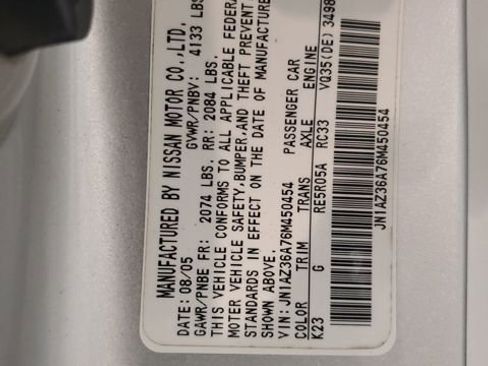 MANUFACTURED BY NISSAN MOTOR CO.,LTD.
DATE: 08/05 GVWR/PNBV: 4133 LBS
GAWR/PNBE FR: 2074 LBS. RR: 2084 LBS.
THIS VEHICLE CONFORMS TO ALL APPLICABLE FEDERA
MOTER VEHICLE SAFETY,BUMPER,AND THEFT PREVENT
STANDARDS IN EFFECT ON THE DATE OF MANUFACTURE
SHOWN ABOVE.
VIN: JN1AZ36A76M450454 PASSENGER CAR
COLOR TRIM TRANS AXLE ENGINE
K23 G RE5R05A RC33 VQ35(DE) 3498
JN1AZ36A76M450454